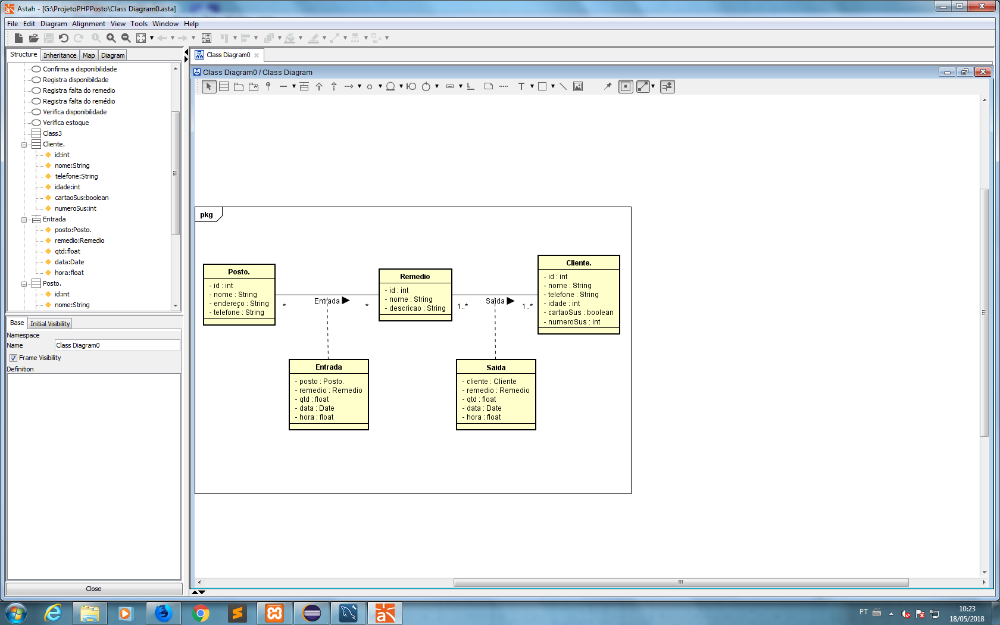 Astah - [G:\ProjetoPHPPosto\Class Diagram0.asta]
File Edit Diagram Alignment View Tools Window Help
Structure Inheritance Map Diagram
Confirma a disponibilidade
Registra disponibildade
Registra falta do remedio
Registra falta do remédio
Verifica disponibilidade
Verifica estoque
Class3
Cliente.
id:int
nome:String
telefone:String
idade:int
cartaoSus:boolean
numeroSus:int
Entrada
posto:Posto.
remedio:Remedio
qtd:float
data:Date
hora:float
Posto.
id:int
nome:String
Base Initial Visibility
Namespace
Name Class Diagram0
Frame Visibility
Definition
Close
Class Diagram0
Class Diagram0 / Class Diagram
pkg
Posto.
- id : int
- nome : String
- endereço : String
- telefone : String
* Entrada *
Remedio
- id : int
- nome : String
- descricao : String
1..* Saida 1..*
Cliente.
- id : int
- nome : String
- telefone : String
- idade : int
- cartaoSus : boolean
- numeroSus : int
Entrada
- posto : Posto.
- remedio : Remedio
- qtd : float
- data : Date
- hora : float
Saida
- cliente : Cliente
- remedio : Remedio
- qtd : float
- data : Date
- hora : float
PT
10:23
18/05/2018